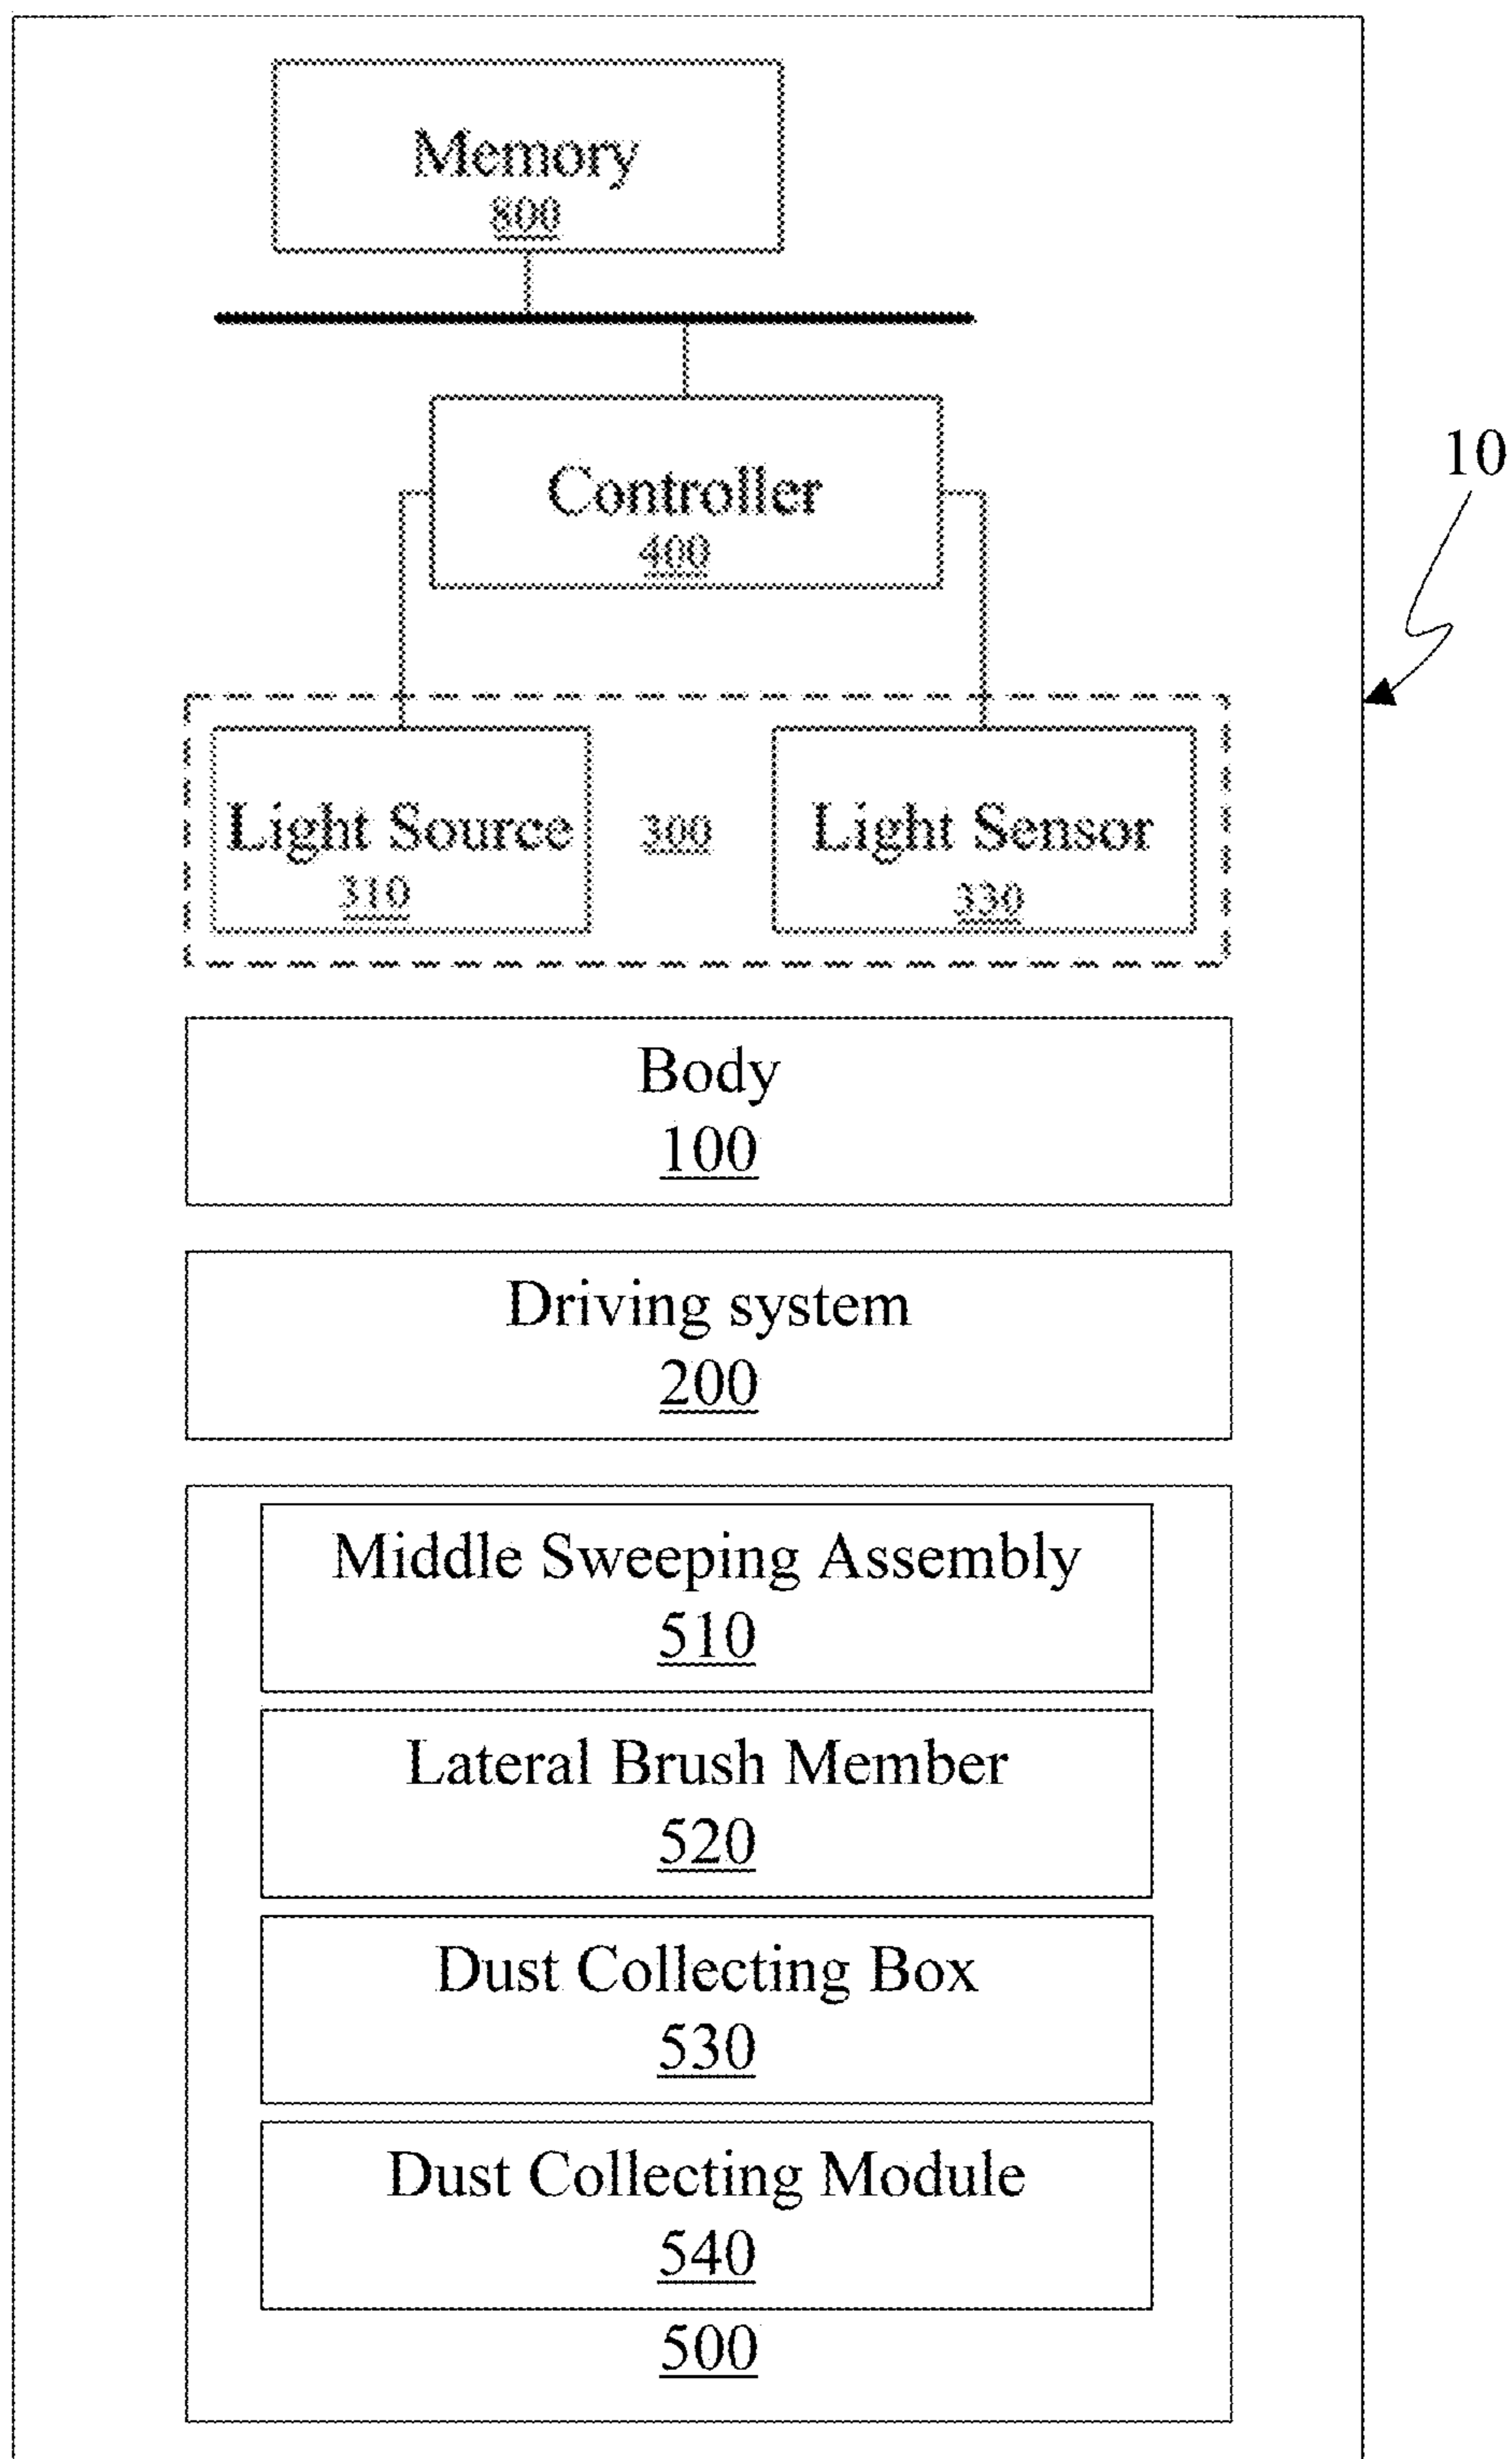 Memory
800
Controller
400
10
Light Source
310
300
Light Sensor
330
Body
100
Driving system
200
Middle Sweeping Assembly
510
Lateral Brush Member
520
Dust Collecting Box
530
Dust Collecting Module
540
500